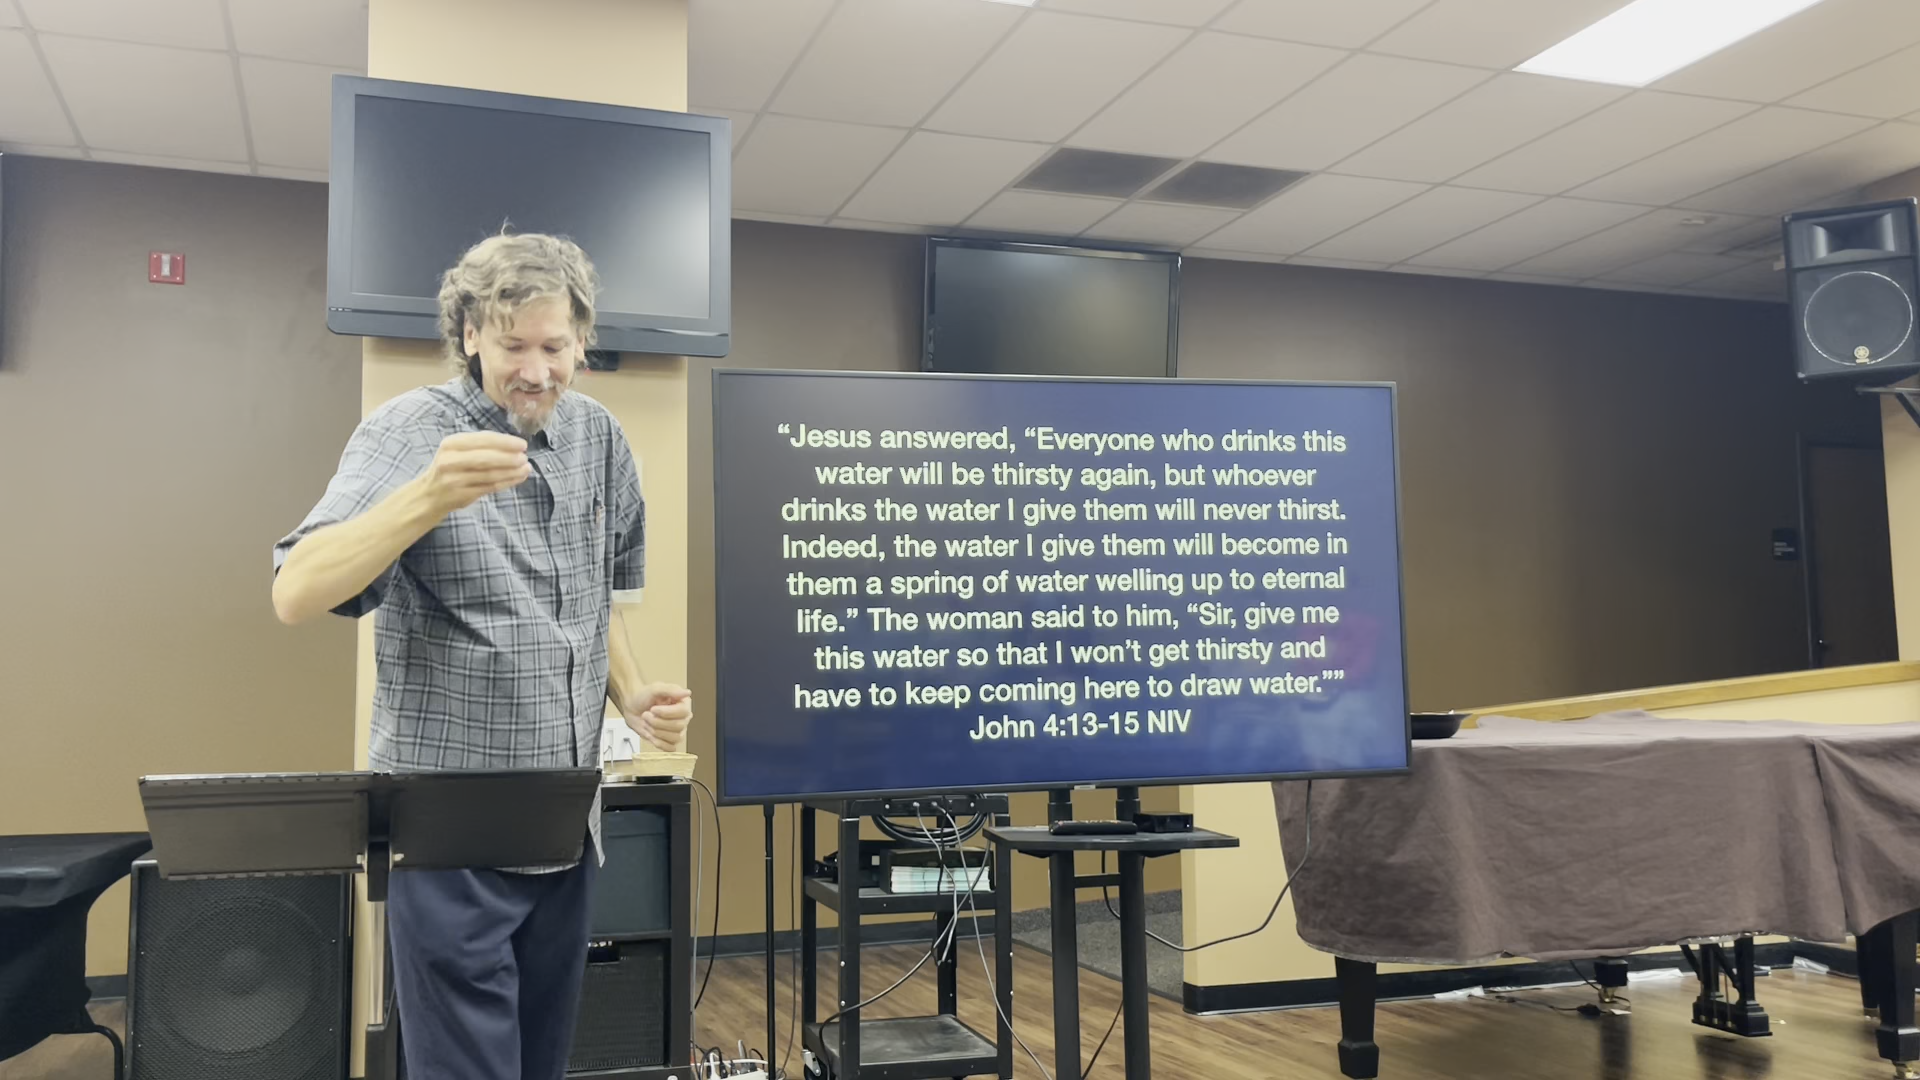 “Jesus answered, “Everyone who drinks this
water will be thirsty again, but whoever
drinks the water I give them will never thirst.
Indeed, the water I give them will become in
them a spring of water welling up to eternal
life.” The woman said to him, “Sir, give me
this water so that I won’t get thirsty and
have to keep coming here to draw water.””
John 4:13-15 NIV